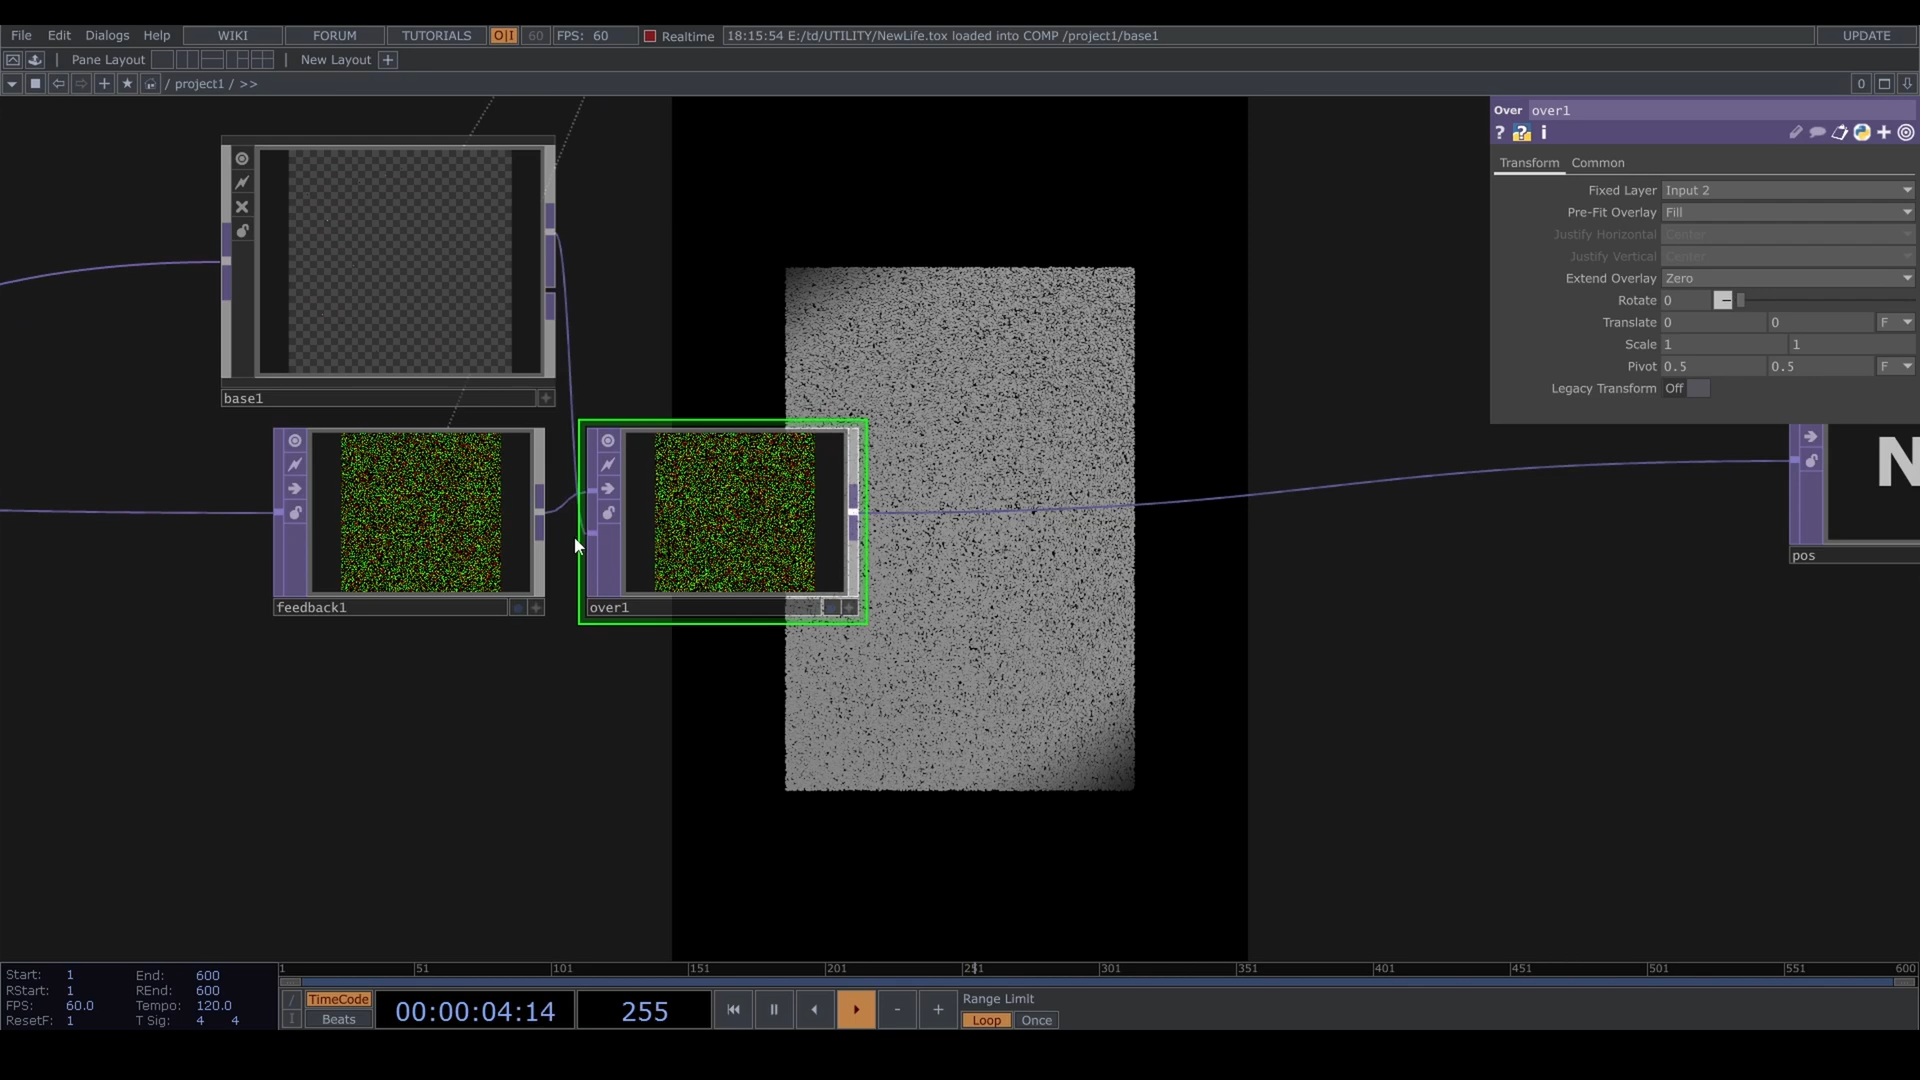 File Edit Dialogs Help WIKI FORUM TUTORIALS O|I 60 FPS: 60 Realtime 18:15:54 E:/td/UTILITY/NewLife.tox loaded into COMP /project1/base1 UPDATE
Pane Layout New Layout +
/ project1 / >> 0
Over over1
? ? i
Transform Common
Fixed Layer Input 2
Pre-Fit Overlay Fill
Justify Horizontal Center
Justify Vertical Center
Extend Overlay Zero
Rotate 0
Translate 0 0 F
Scale 1 1
Pivot 0.5 0.5 F
Legacy Transform Off
base1
N
pos
feedback1
over1
1 51 101 151 201 251 301 351 401 451 501 551 600
Start: 1 End: 600
RStart: 1 REnd: 600
FPS: 60.0 Tempo: 120.0
ResetF: 1 T Sig: 4 4
TimeCode
Beats
00:00:04:14 255
- +
Range Limit
Loop Once